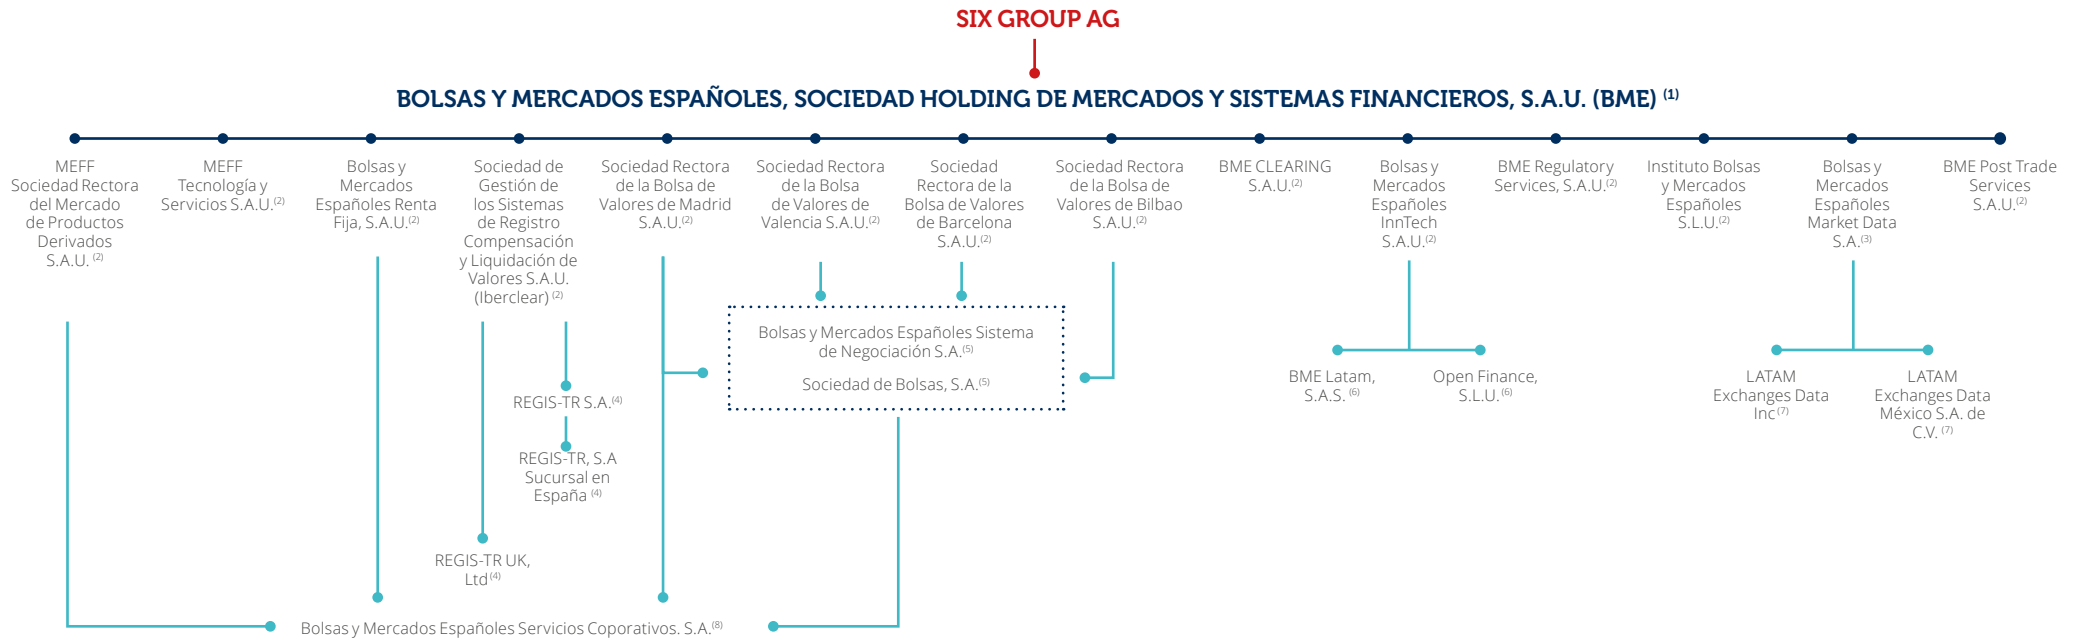 SIX GROUP AG
BOLSAS Y MERCADOS ESPAÑOLES, SOCIEDAD HOLDING DE MERCADOS Y SISTEMAS FINANCIEROS, S.A.U. (BME) (1)
MEFF
Sociedad Rectora
del Mercado
de Productos
Derivados
S.A.U. (2)
MEFF
Tecnología y
Servicios S.A.U.(2)
Bolsas y
Mercados
Españoles Renta
Fija, S.A.U.(2)
Sociedad de
Gestión de
los Sistemas
de Registro
Compensación
y Liquidación de
Valores S.A.U.
(Iberclear) (2)
Sociedad Rectora
de la Bolsa de
Valores de Madrid
S.A.U.(2)
Sociedad Rectora
de la Bolsa
de Valores de
Valencia S.A.U.(2)
Sociedad
Rectora de la
Bolsa de Valores
de Barcelona
S.A.U.(2)
Sociedad Rectora
de la Bolsa de
Valores de Bilbao
S.A.U.(2)
BME CLEARING
S.A.U.(2)
Bolsas y
Mercados
Españoles
InnTech
S.A.U.(2)
BME Regulatory
Services, S.A.U.(2)
Instituto Bolsas
y Mercados
Españoles
S.L.U.(2)
Bolsas y
Mercados
Españoles
Market Data
S.A.(3)
BME Post Trade
Services
S.A.U.(2)
Bolsas y Mercados Españoles Sistema
de Negociación S.A.(5)
Sociedad de Bolsas, S.A.(5)
BME Latam,
S.A.S. (6)
Open Finance,
S.L.U.(6)
LATAM
Exchanges Data
Inc (7)
LATAM
Exchanges Data
México S.A. de
C.V. (7)
REGIS-TR S.A.(4)
REGIS-TR, S.A
Sucursal en
España (4)
REGIS-TR UK,
Ltd (4)
Bolsas y Mercados Españoles Servicios Coporativos. S.A.(8)